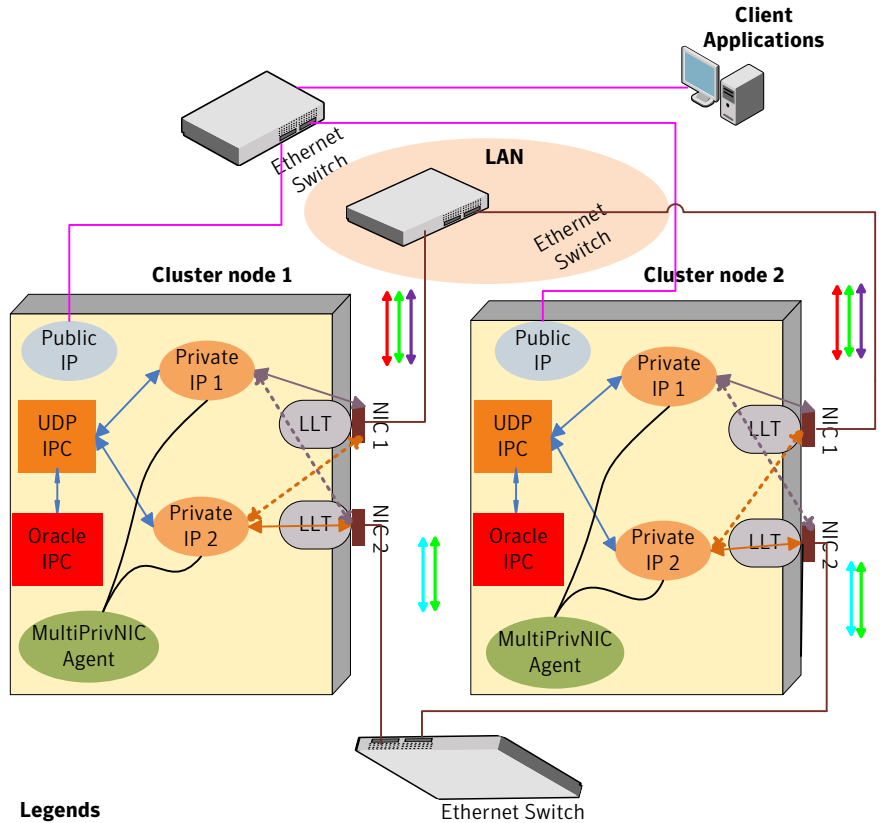 Client
Applications
Ethernet
Switch
LAN
Ethernet
Switch
Cluster node 1
Cluster node 2
Public
IP
Private
IP 1
UDP
IPC
LLT
NIC 1
Oracle
IPC
Private
IP 2
LLT
NIC 2
MultiPrivNIC
Agent
Public
IP
Private
IP 1
UDP
IPC
LLT
NIC 1
Oracle
IPC
Private
IP 2
LLT
NIC 2
MultiPrivNIC
Agent
Ethernet Switch
Legends